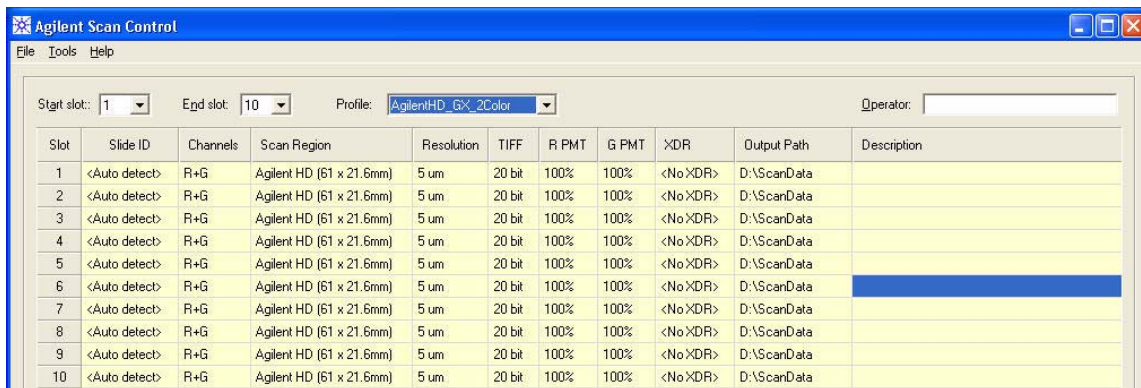 Agilent Scan Control
File Tools Help
Start slot:: 1 End slot: 10 Profile: AgilentHD_GX_2Color Operator:
Slot Slide ID Channels Scan Region Resolution TIFF R PMT G PMT XDR Output Path Description
1 <Auto detect> R+G Agilent HD (61 x 21.6mm) 5 um 20 bit 100% 100% <No XDR> D:\ScanData
2 <Auto detect> R+G Agilent HD (61 x 21.6mm) 5 um 20 bit 100% 100% <No XDR> D:\ScanData
3 <Auto detect> R+G Agilent HD (61 x 21.6mm) 5 um 20 bit 100% 100% <No XDR> D:\ScanData
4 <Auto detect> R+G Agilent HD (61 x 21.6mm) 5 um 20 bit 100% 100% <No XDR> D:\ScanData
5 <Auto detect> R+G Agilent HD (61 x 21.6mm) 5 um 20 bit 100% 100% <No XDR> D:\ScanData
6 <Auto detect> R+G Agilent HD (61 x 21.6mm) 5 um 20 bit 100% 100% <No XDR> D:\ScanData
7 <Auto detect> R+G Agilent HD (61 x 21.6mm) 5 um 20 bit 100% 100% <No XDR> D:\ScanData
8 <Auto detect> R+G Agilent HD (61 x 21.6mm) 5 um 20 bit 100% 100% <No XDR> D:\ScanData
9 <Auto detect> R+G Agilent HD (61 x 21.6mm) 5 um 20 bit 100% 100% <No XDR> D:\ScanData
10 <Auto detect> R+G Agilent HD (61 x 21.6mm) 5 um 20 bit 100% 100% <No XDR> D:\ScanData